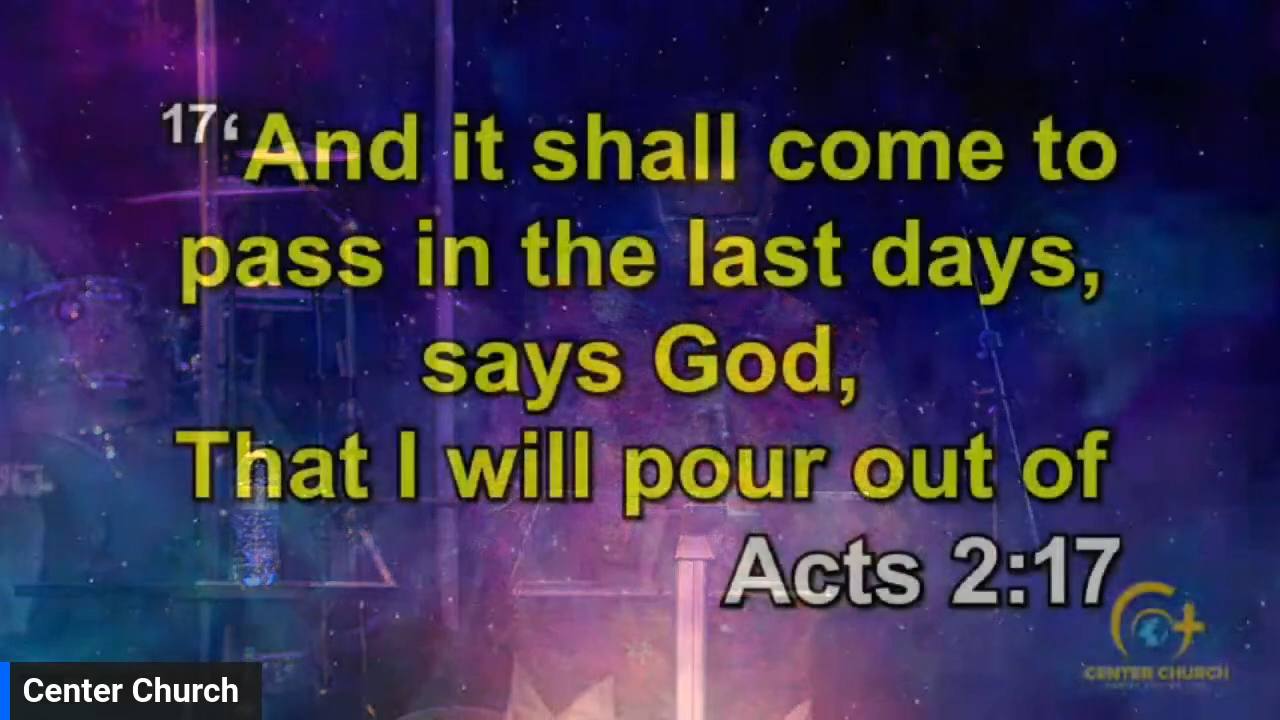 17‘And it shall come to
pass in the last days,
says God,
That I will pour out of
Acts 2:17
CENTER CHURCH
Center Church